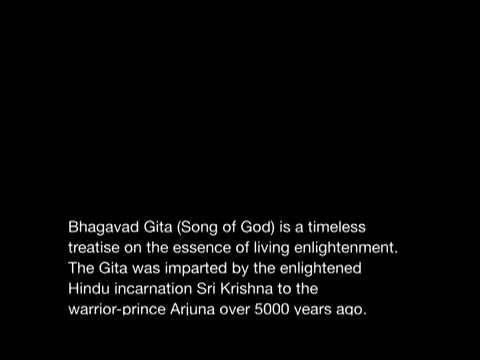 Bhagavad Gita (Song of God) is a timeless
treatise on the essence of living enlightenment.
The Gita was imparted by the enlightened
Hindu incarnation Sri Krishna to the
warrior-prince Arjuna over 5000 years ago.